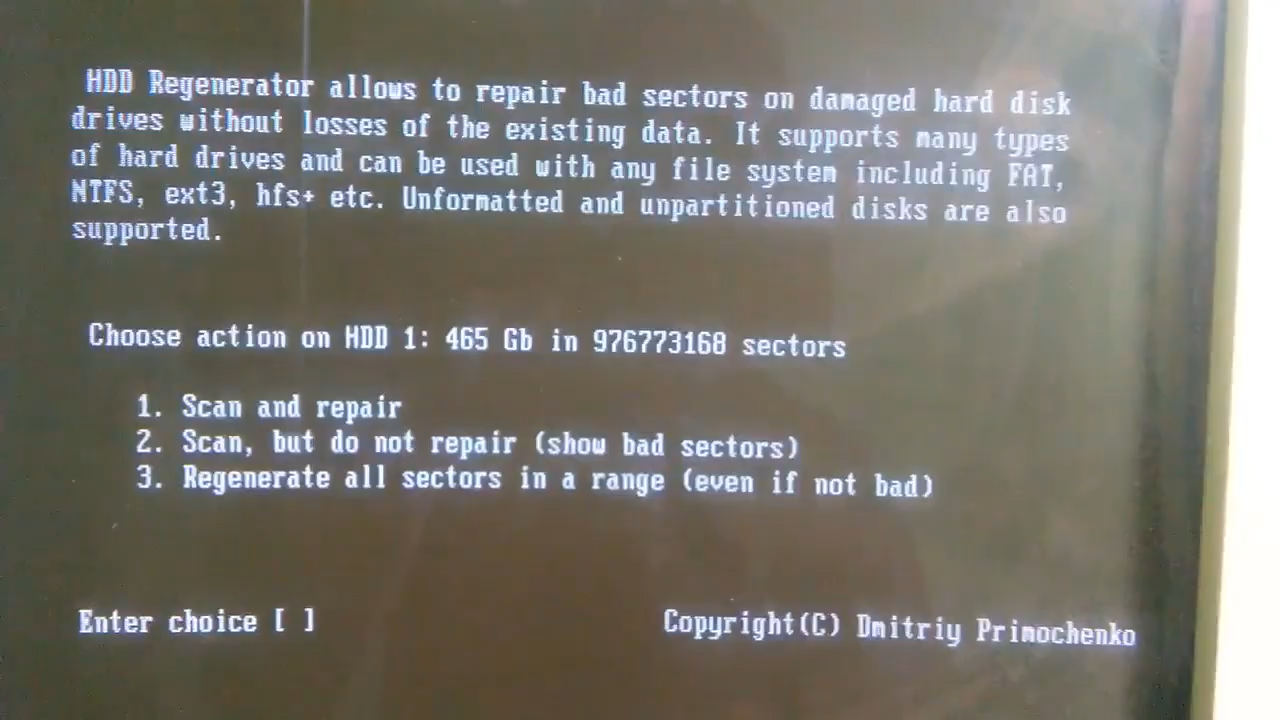 HDD Regenerator allows to repair bad sectors on damaged hard disk
drives without losses of the existing data. It supports many types
of hard drives and can be used with any file system including FAT,
NTFS, ext3, hfs+ etc. Unformatted and unpartitioned disks are also
supported.
Choose action on HDD 1: 465 Gb in 976773168 sectors
1. Scan and repair
2. Scan, but do not repair (show bad sectors)
3. Regenerate all sectors in a range (even if not bad)
Enter choice [ ]
Copyright(C) Dmitriy Primochenko